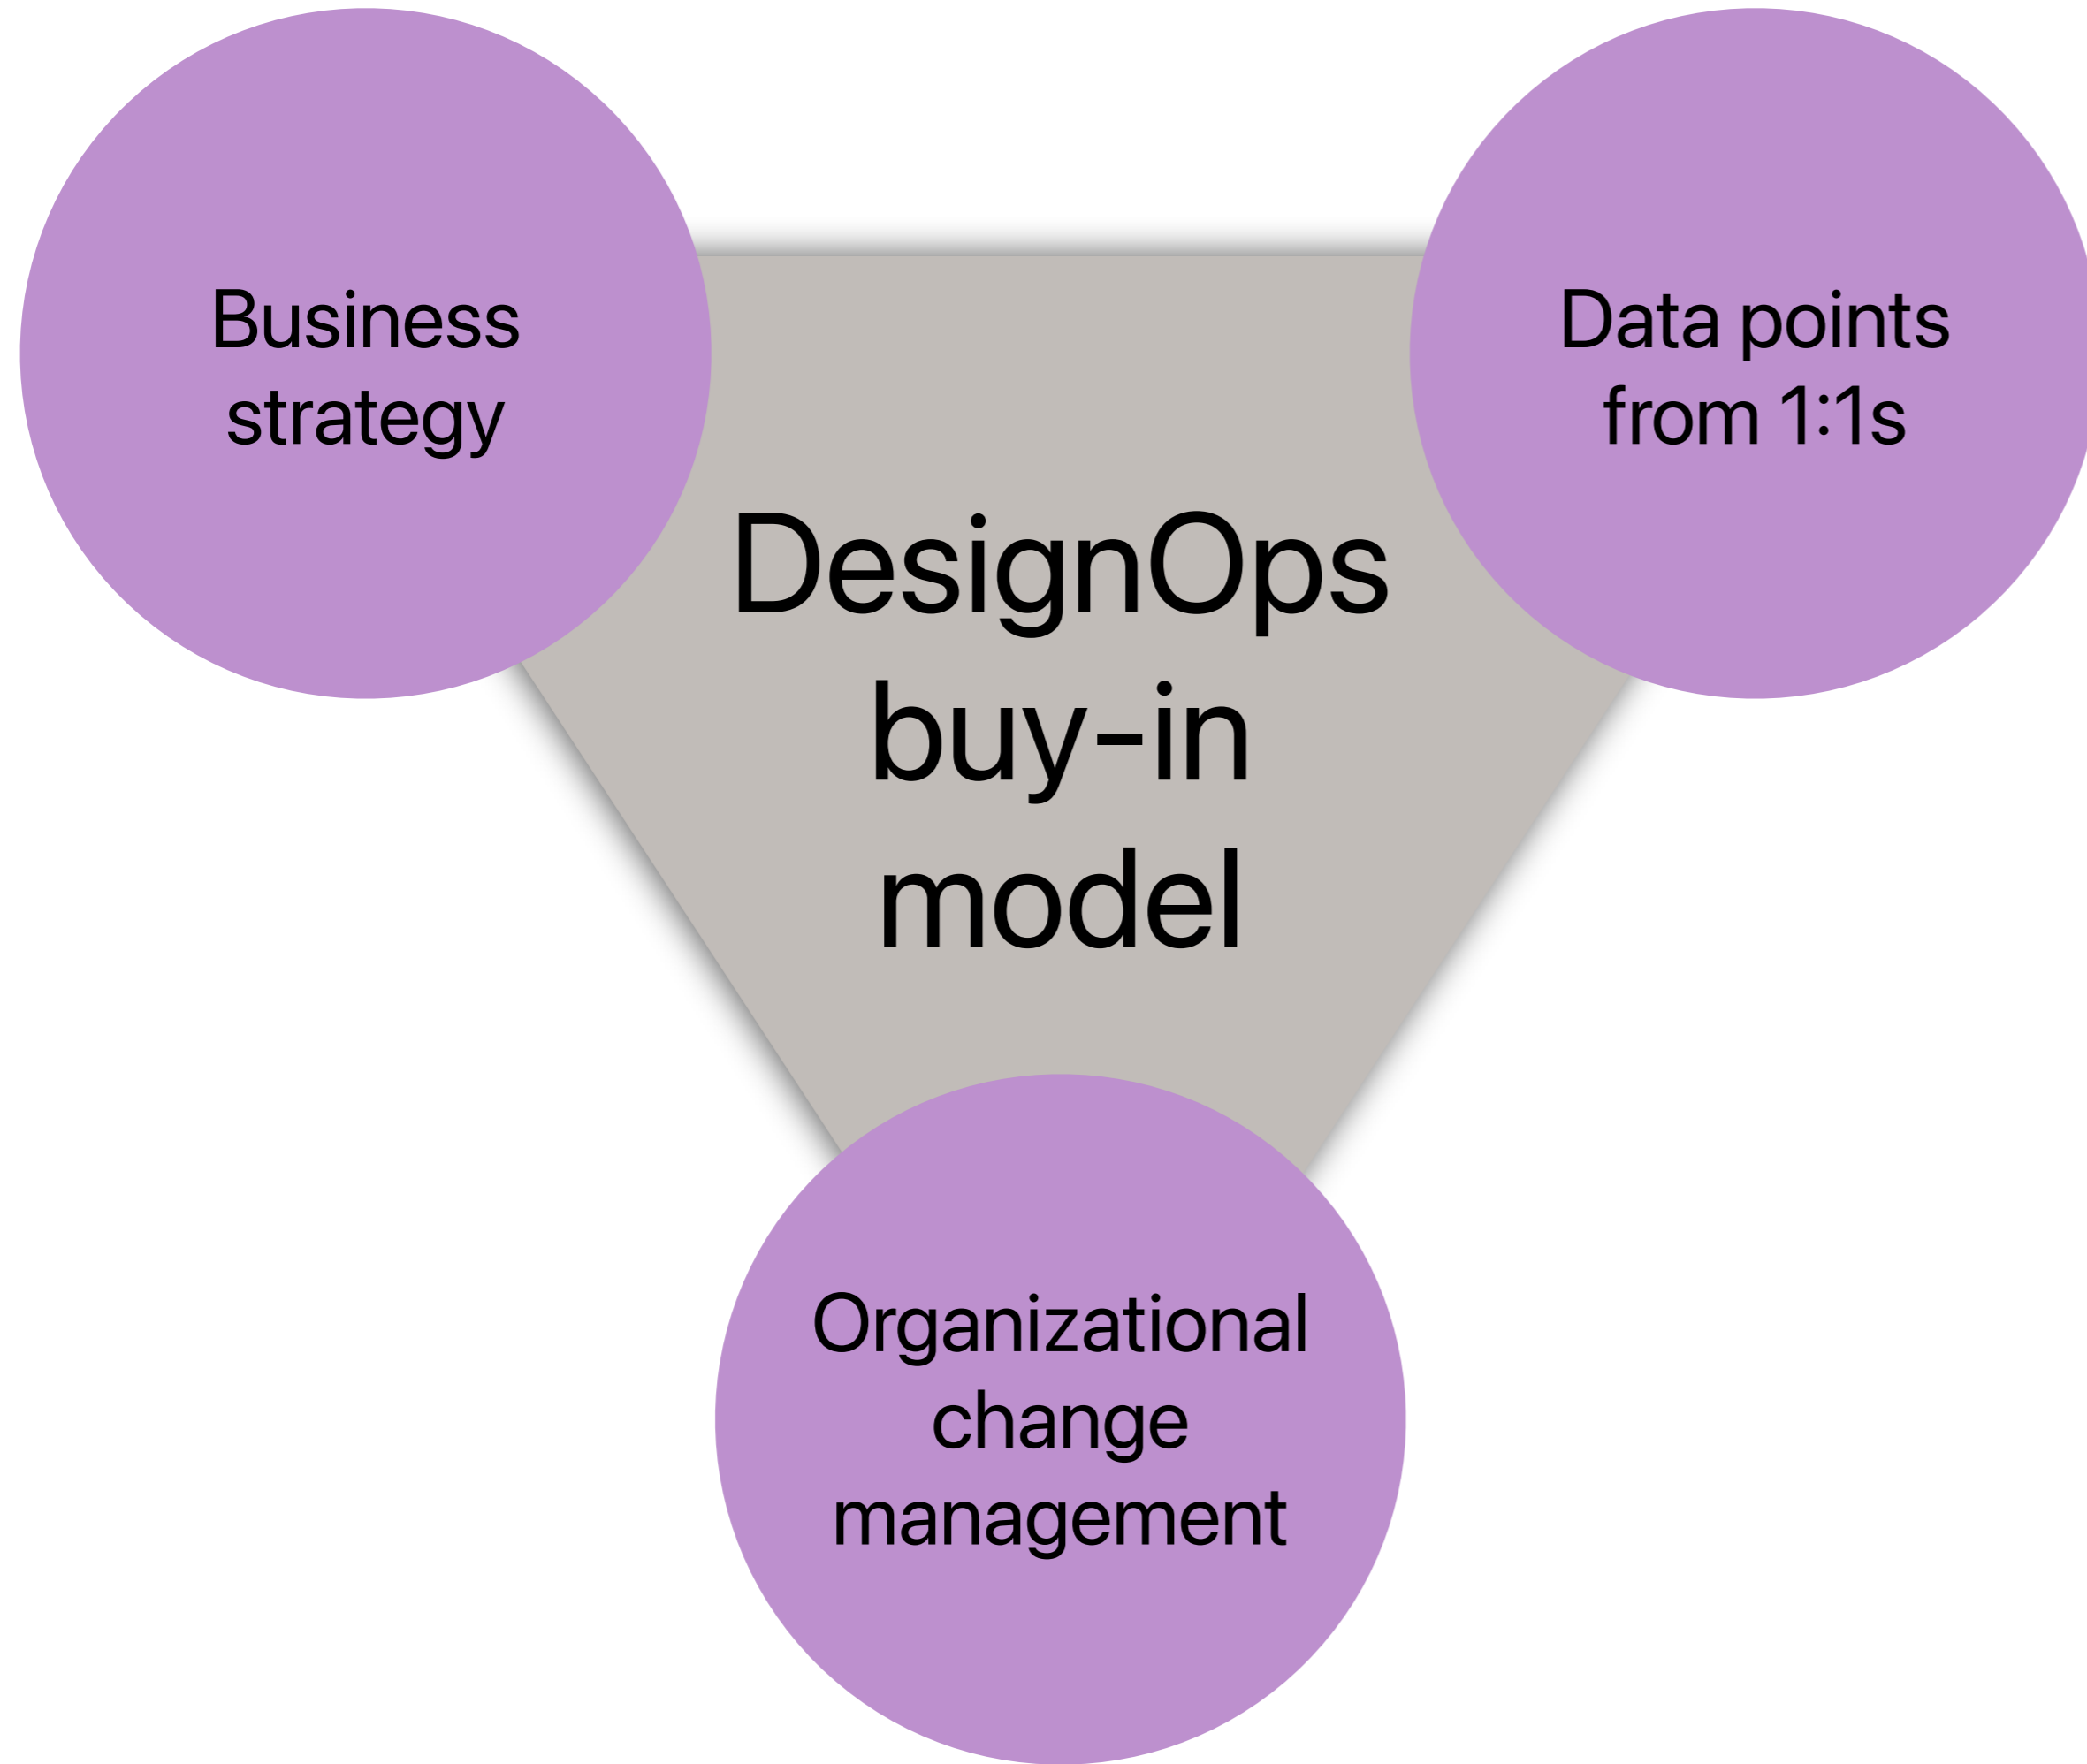 Business
strategy
Data points
from 1:1s
DesignOps
buy-in
model
Organizational
change
management